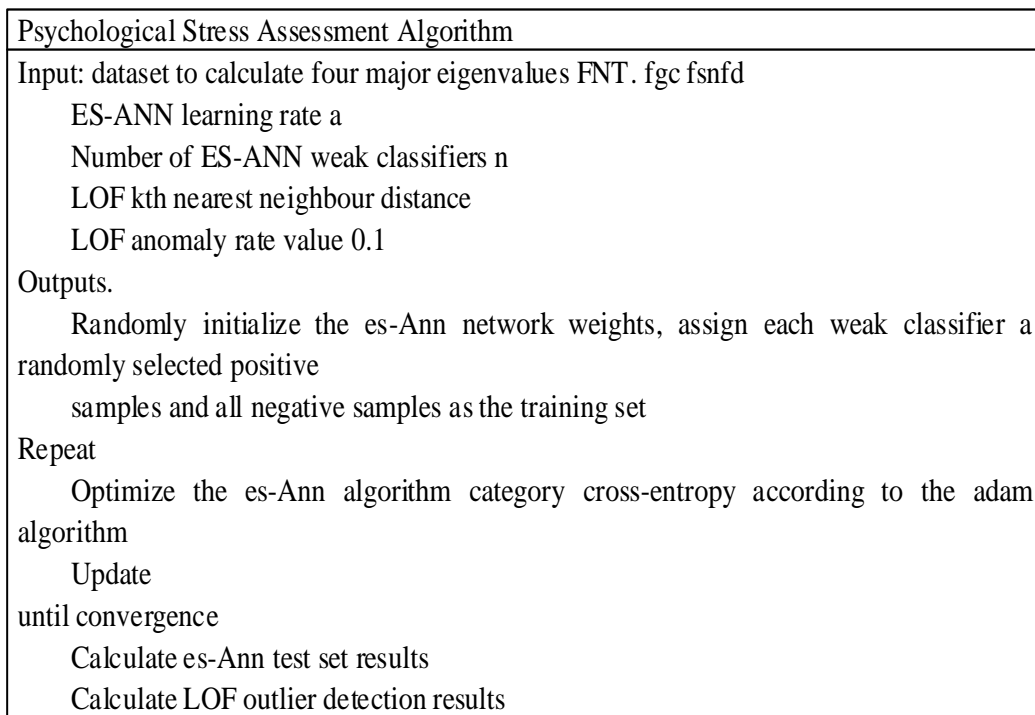 Psychological Stress Assessment Algorithm
Input: dataset to calculate four major eigenvalues FNT. fgc fsnfd
ES-ANN learning rate a
Number of ES-ANN weak classifiers n
LOF kth nearest neighbour distance
LOF anomaly rate value 0.1
Outputs.
Randomly initialize the es-Ann network weights, assign each weak classifier a
randomly selected positive
samples and all negative samples as the training set
Repeat
Optimize the es-Ann algorithm category cross-entropy according to the adam
algorithm
Update
until convergence
Calculate es-Ann test set results
Calculate LOF outlier detection results